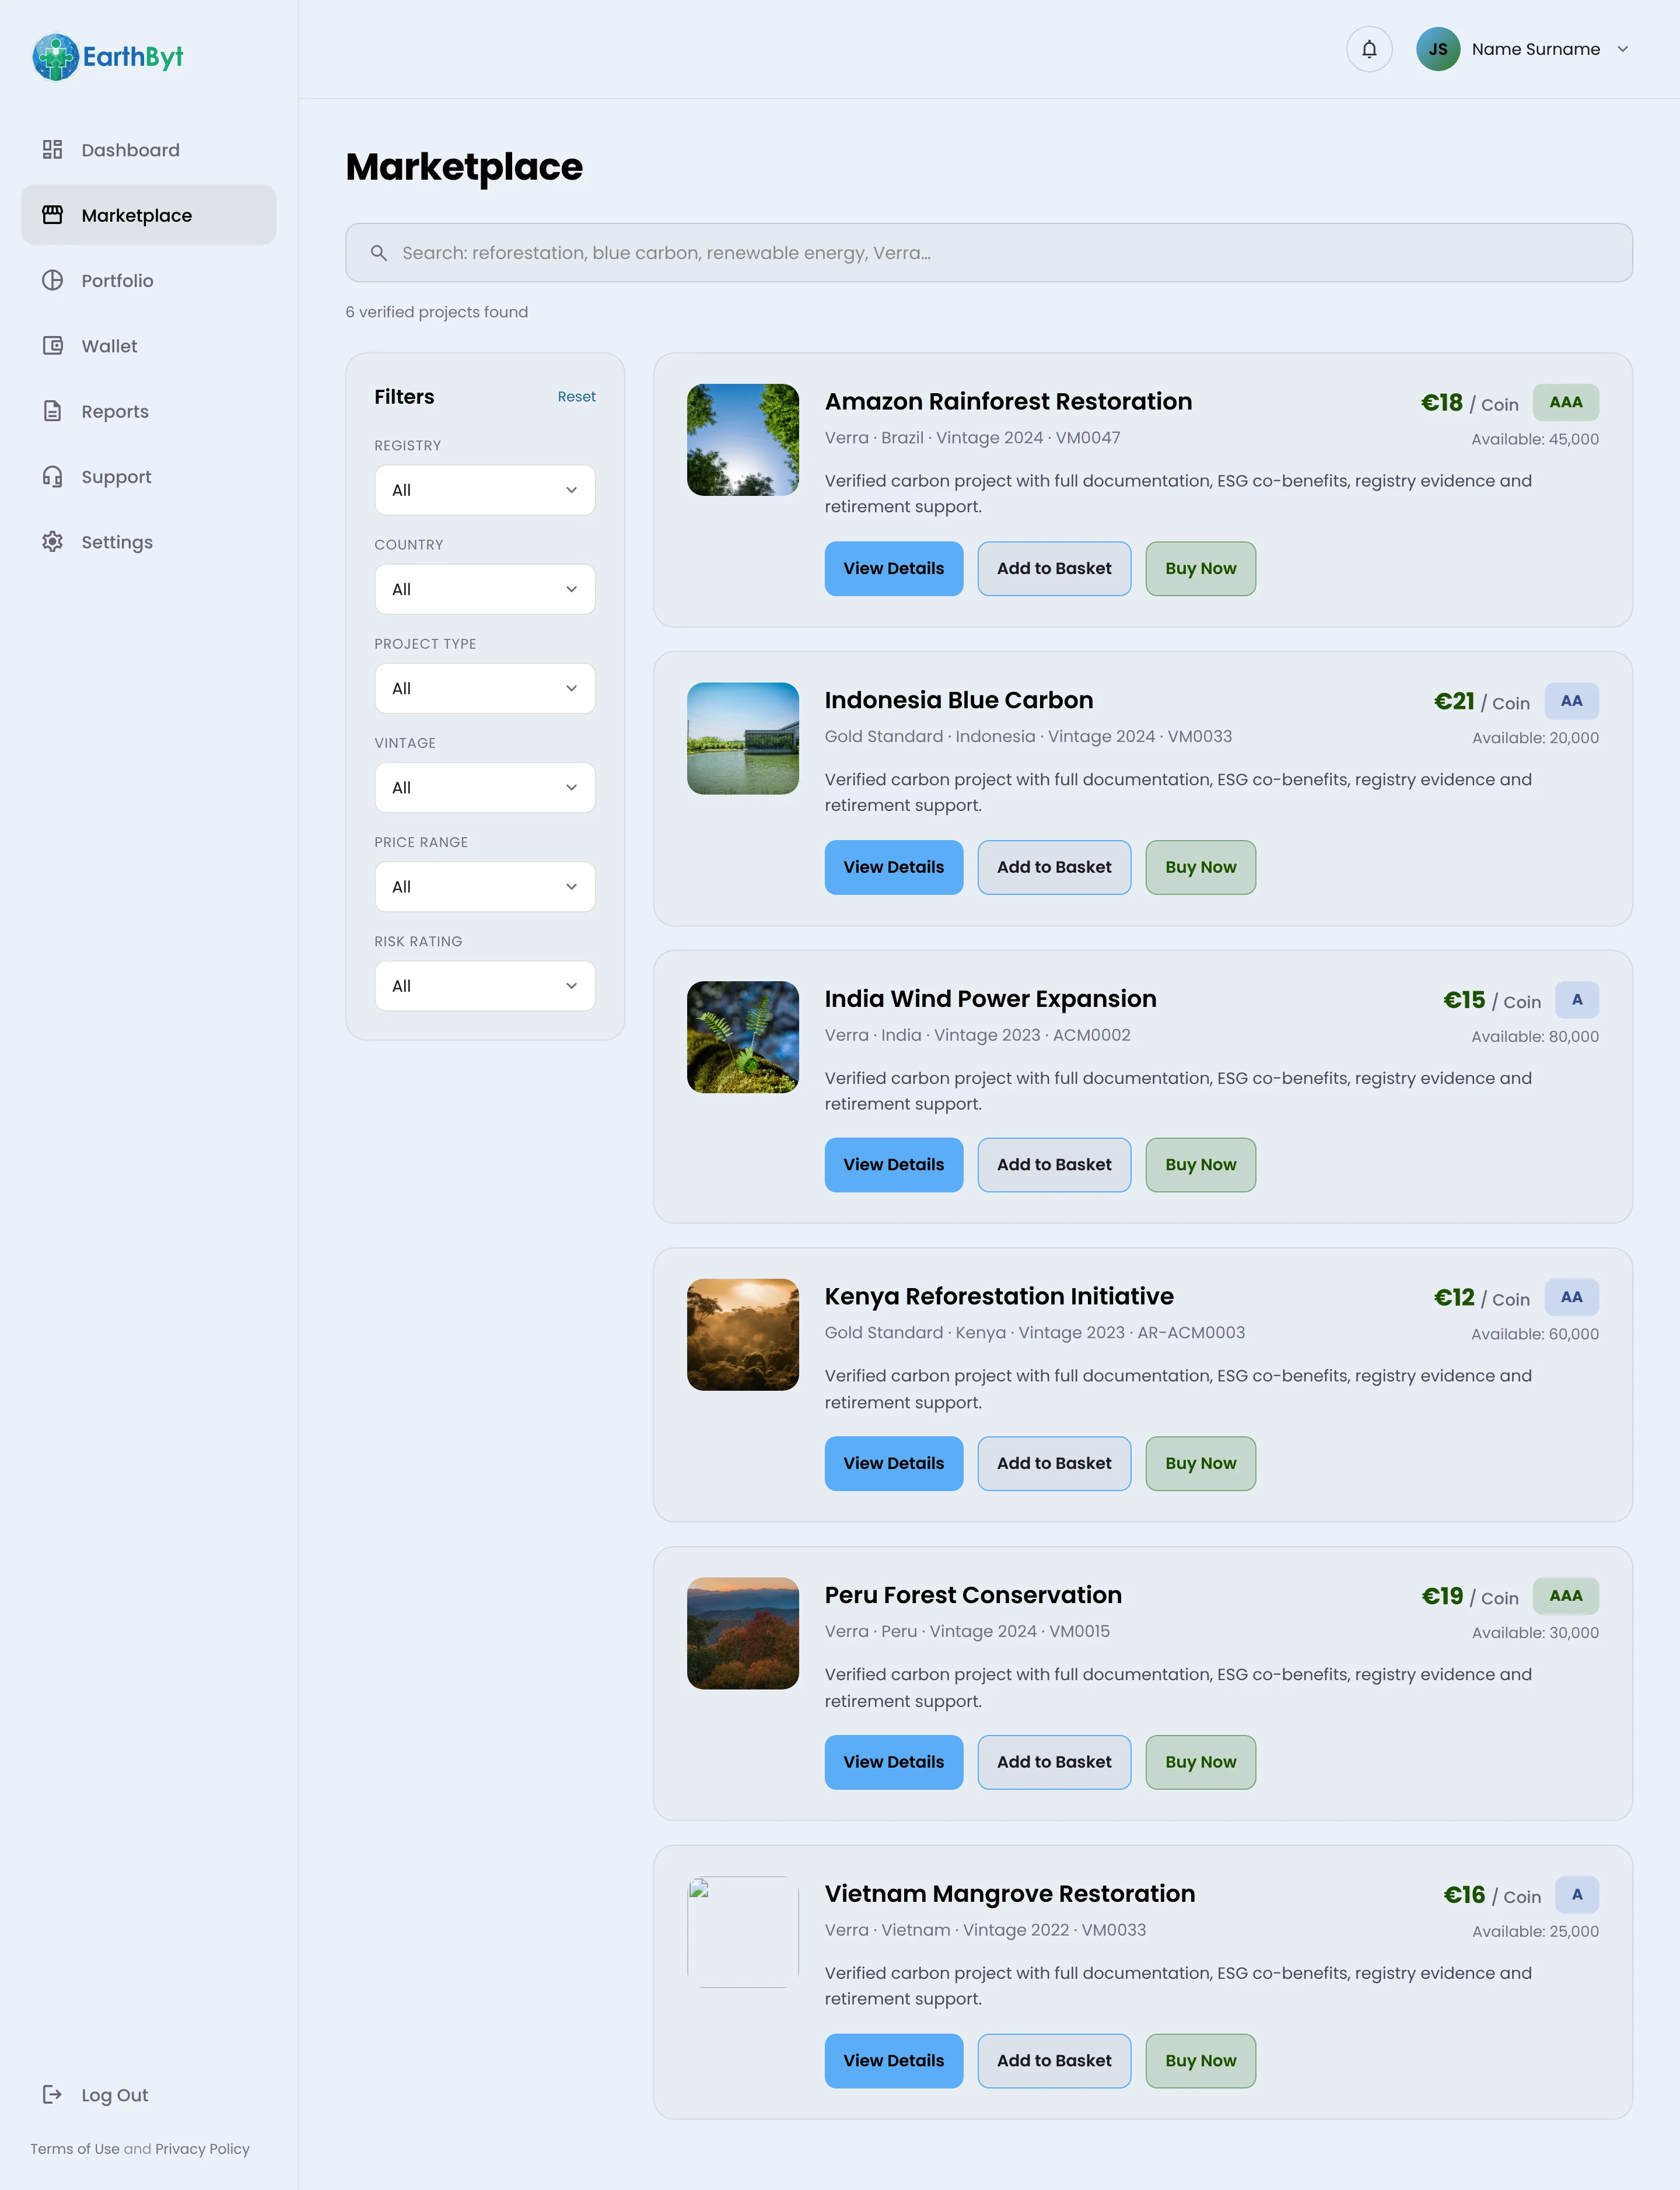 EarthByt
JS
Name Surname
Dashboard
Marketplace
Portfolio
Wallet
Reports
Support
Settings
Log Out
Terms of Use and Privacy Policy
Marketplace
Search: reforestation, blue carbon, renewable energy, Verra...
6 verified projects found
Filters
Reset
REGISTRY
All
COUNTRY
All
PROJECT TYPE
All
VINTAGE
All
PRICE RANGE
All
RISK RATING
All
Amazon Rainforest Restoration
€18 / Coin
AAA
Verra · Brazil · Vintage 2024 · VM0047
Available: 45,000
Verified carbon project with full documentation, ESG co-benefits, registry evidence and
retirement support.
View Details
Add to Basket
Buy Now
Indonesia Blue Carbon
€21 / Coin
AA
Gold Standard · Indonesia · Vintage 2024 · VM0033
Available: 20,000
Verified carbon project with full documentation, ESG co-benefits, registry evidence and
retirement support.
View Details
Add to Basket
Buy Now
India Wind Power Expansion
€15 / Coin
A
Verra · India · Vintage 2023 · ACM0002
Available: 80,000
Verified carbon project with full documentation, ESG co-benefits, registry evidence and
retirement support.
View Details
Add to Basket
Buy Now
Kenya Reforestation Initiative
€12 / Coin
AA
Gold Standard · Kenya · Vintage 2023 · AR-ACM0003
Available: 60,000
Verified carbon project with full documentation, ESG co-benefits, registry evidence and
retirement support.
View Details
Add to Basket
Buy Now
Peru Forest Conservation
€19 / Coin
AAA
Verra · Peru · Vintage 2024 · VM0015
Available: 30,000
Verified carbon project with full documentation, ESG co-benefits, registry evidence and
retirement support.
View Details
Add to Basket
Buy Now
Vietnam Mangrove Restoration
€16 / Coin
A
Verra · Vietnam · Vintage 2022 · VM0033
Available: 25,000
Verified carbon project with full documentation, ESG co-benefits, registry evidence and
retirement support.
View Details
Add to Basket
Buy Now